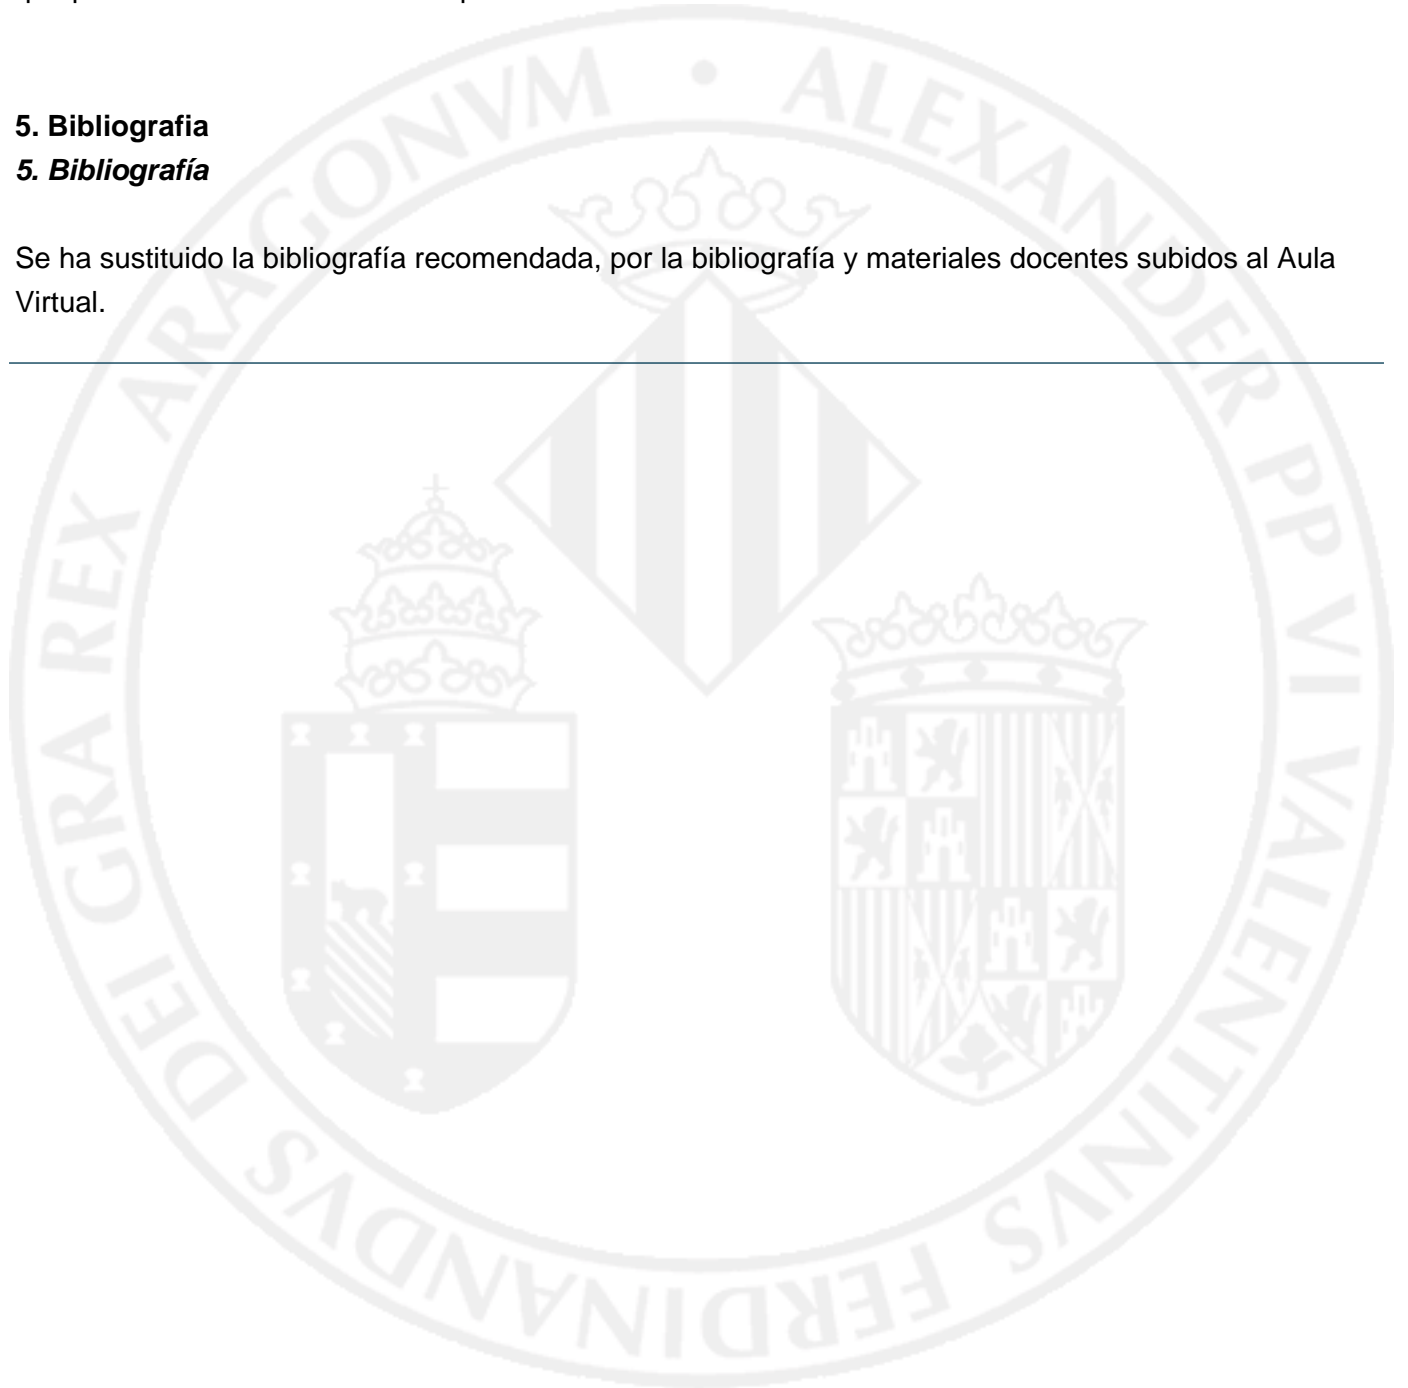 5. Bibliografia
5. Bibliografía
Se ha sustituido la bibliografía recomendada, por la bibliografía y materiales docentes subidos al Aula
Virtual.
FERDINANDVS DEI GRA REX ARAGONVM • ALEXANDER PP VI VALENTINVS